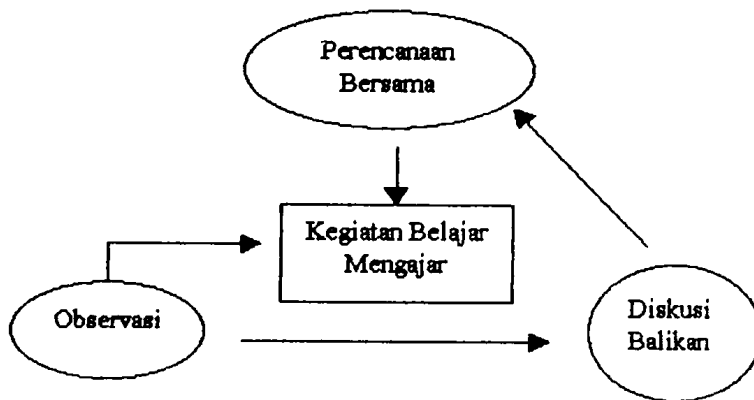 Perencanaan
Bersama
Kegiatan Belajar
Mengajar
Observasi
Diskusi
Balikan